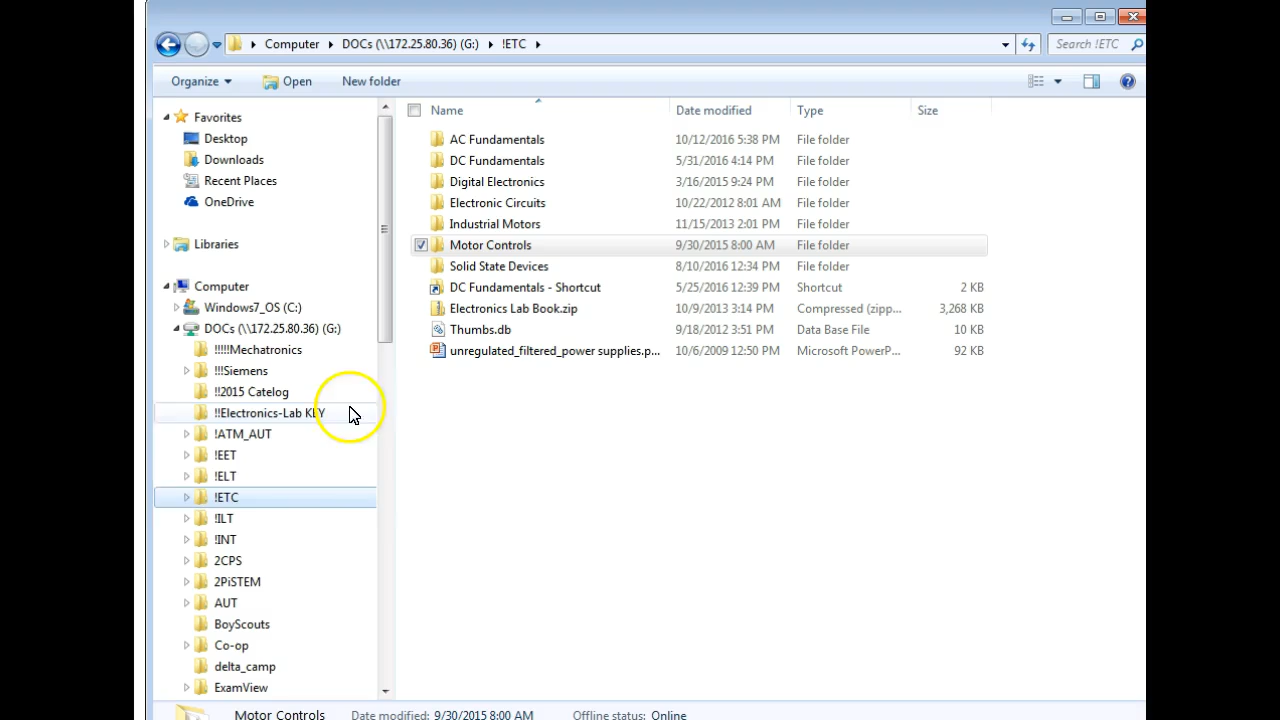 Computer DOCs (\\172.25.80.36) (G:) !ETC Search !ETC
Organize Open New folder
Name Date modified Type Size
Favorites
Desktop
Downloads
Recent Places
OneDrive
Libraries
Computer
Windows7_OS (C:)
DOCs (\\172.25.80.36) (G:)
!!!!!Mechatronics
!!!Siemens
!!2015 Catelog
!!Electronics-Lab KEY
!ATM_AUT
!EET
!ELT
!ETC
!ILT
!INT
2CPS
2PiSTEM
AUT
BoyScouts
Co-op
delta_camp
ExamView
AC Fundamentals 10/12/2016 5:38 PM File folder
DC Fundamentals 5/31/2016 4:14 PM File folder
Digital Electronics 3/16/2015 9:24 PM File folder
Electronic Circuits 10/22/2012 8:01 AM File folder
Industrial Motors 11/15/2013 2:01 PM File folder
Motor Controls 9/30/2015 8:00 AM File folder
Solid State Devices 8/10/2016 12:34 PM File folder
DC Fundamentals - Shortcut 5/25/2016 12:39 PM Shortcut 2 KB
Electronics Lab Book.zip 10/9/2013 3:14 PM Compressed (zipp... 3,268 KB
Thumbs.db 9/18/2012 3:51 PM Data Base File 10 KB
unregulated_filtered_power supplies.p... 10/6/2009 12:50 PM Microsoft PowerP... 92 KB
Motor Controls Date modified: 9/30/2015 8:00 AM Offline status: Online